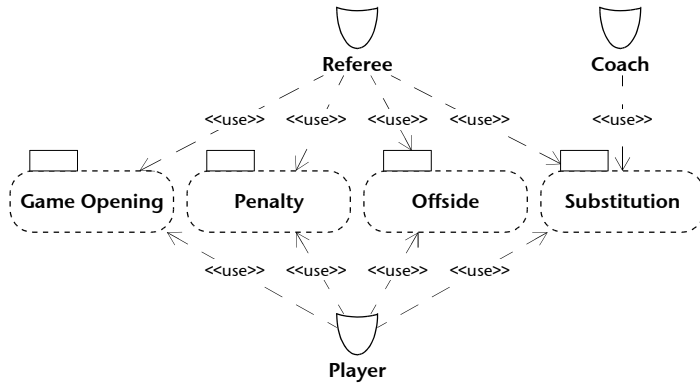 Referee Coach
<<use>> <<use>> <<use>> <<use>> <<use>>
Game Opening Penalty Offside Substitution
<<use>> <<use>> <<use>> <<use>>
Player